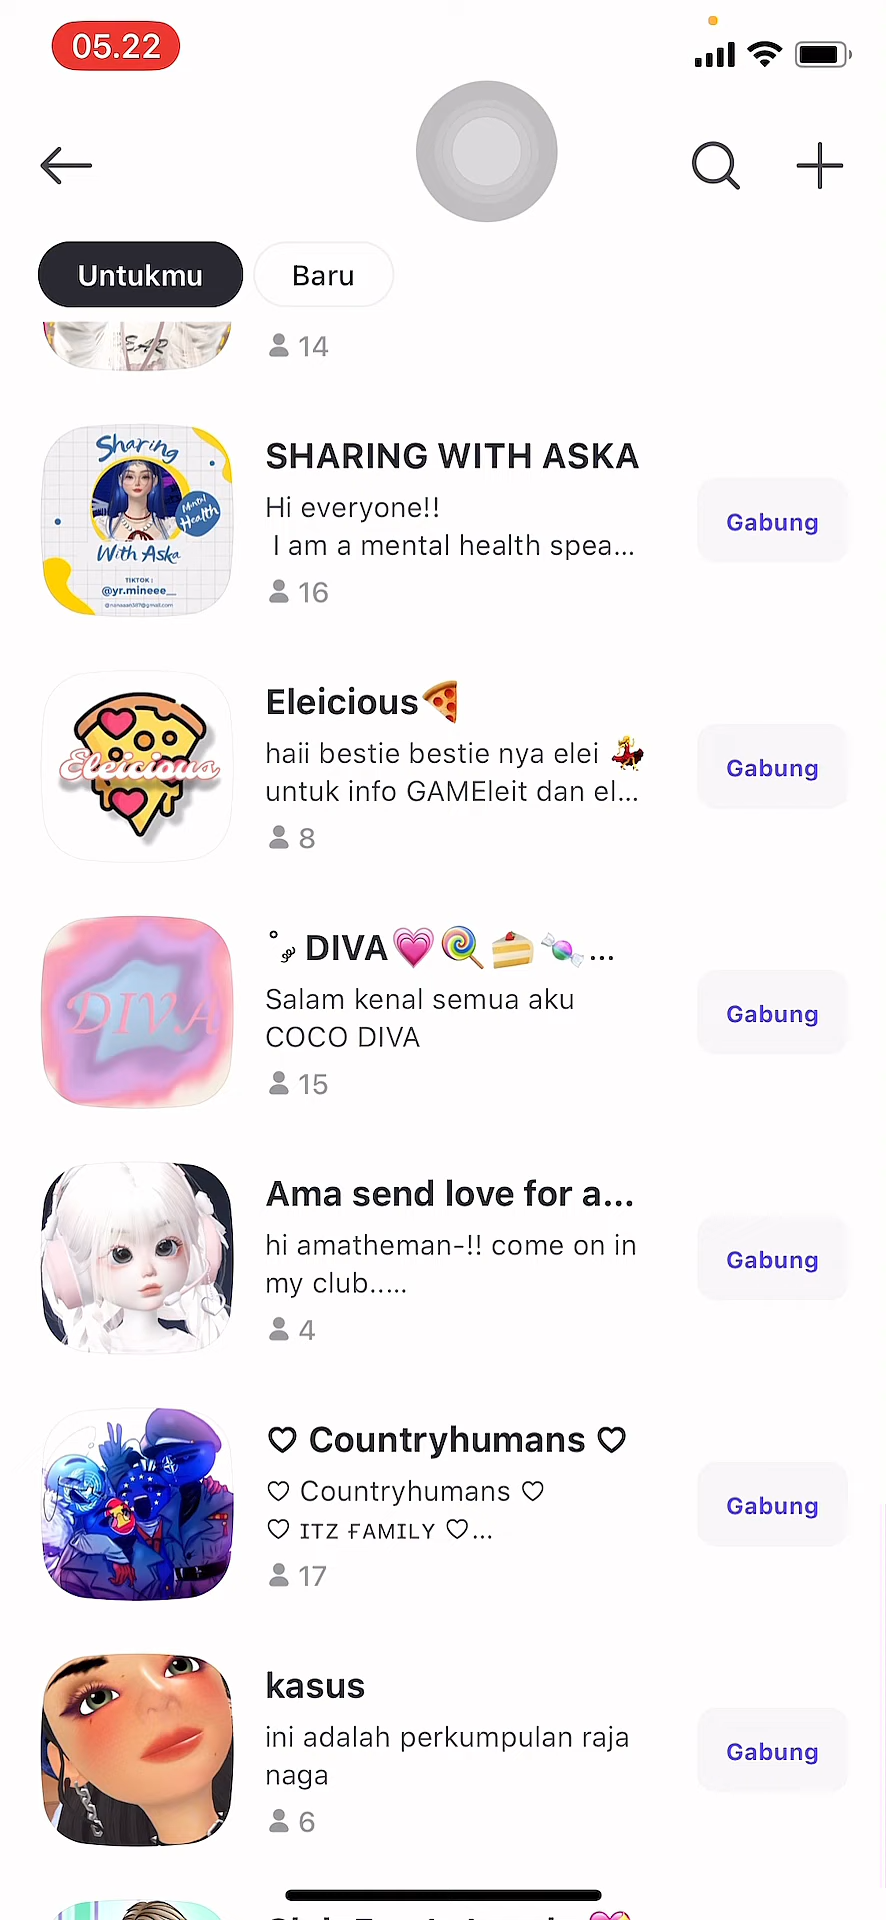 05.22
Untukmu
Baru
14
Sharing
Mental
Health
With Aska
TIKTOK :
@yr.mineee__
SHARING WITH ASKA
Hi everyone!!
I am a mental health spea...
16
Gabung
Eleicious
Eleicious🍕
haii bestie bestie nya elei 💃
untuk info GAMEleit dan el...
8
Gabung
DIVA
DIVA💗🍭🍰🍬...
Salam kenal semua aku
COCO DIVA
15
Gabung
Ama send love for a...
hi amatheman-!! come on in
my club.....
4
Gabung
♡ Countryhumans ♡
♡ Countryhumans ♡
♡ ɪᴛᴢ ғᴀᴍɪʟʏ ♡...
17
Gabung
kasus
ini adalah perkumpulan raja
naga
6
Gabung